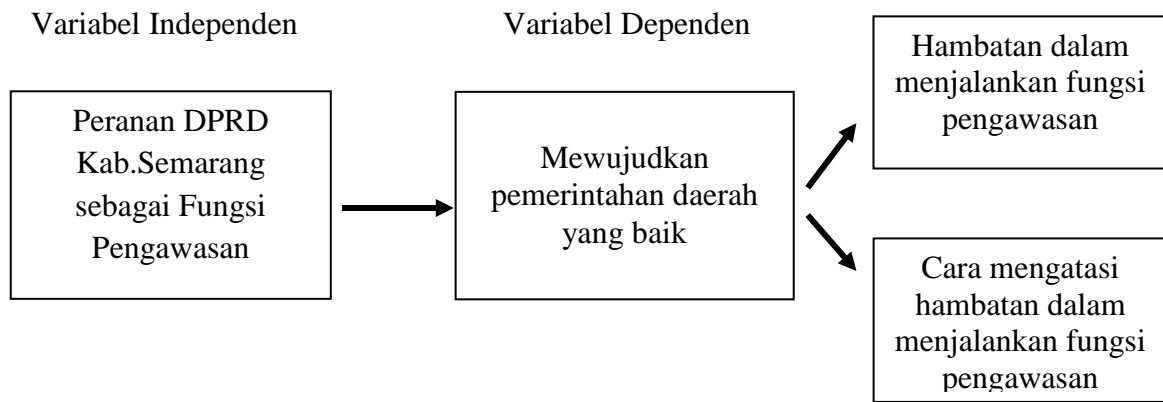 Variabel Independen
Variabel Dependen
Peranan DPRD
Kab.Semarang
sebagai Fungsi
Pengawasan
Mewujudkan
pemerintahan daerah
yang baik
Hambatan dalam
menjalankan fungsi
pengawasan
Cara mengatasi
hambatan dalam
menjalankan fungsi
pengawasan